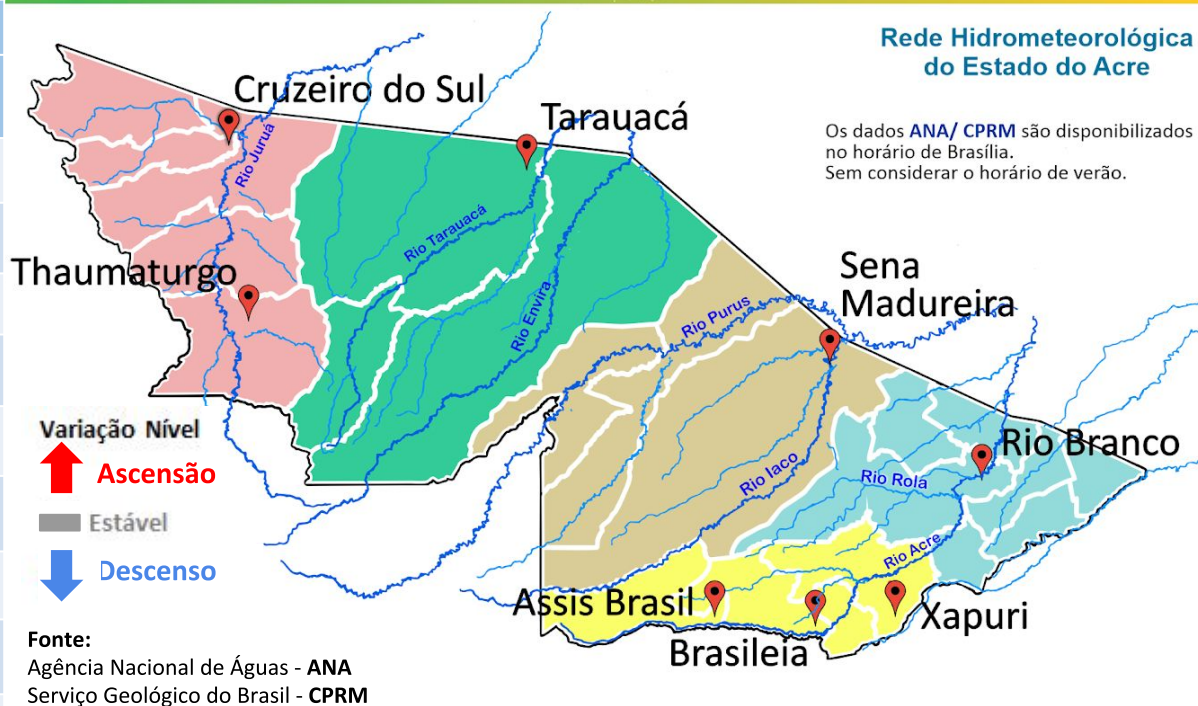 Rede Hidrometeorológica
do Estado do Acre
Os dados ANA/ CPRM são disponibilizados
no horário de Brasília.
Sem considerar o horário de verão.
Cruzeiro do Sul
Tarauacá
Rio Juruá
Rio Tarauacá
Thaumaturgo
Rio Envira
Sena
Madureira
Rio Purus
Rio Branco
Rio Iaco
Rio Rola
Rio Acre
Assis Brasil
Xapuri
Brasileia
Variação Nível
Ascensão
Estável
Descenso
Fonte:
Agência Nacional de Águas - ANA
Serviço Geológico do Brasil - CPRM